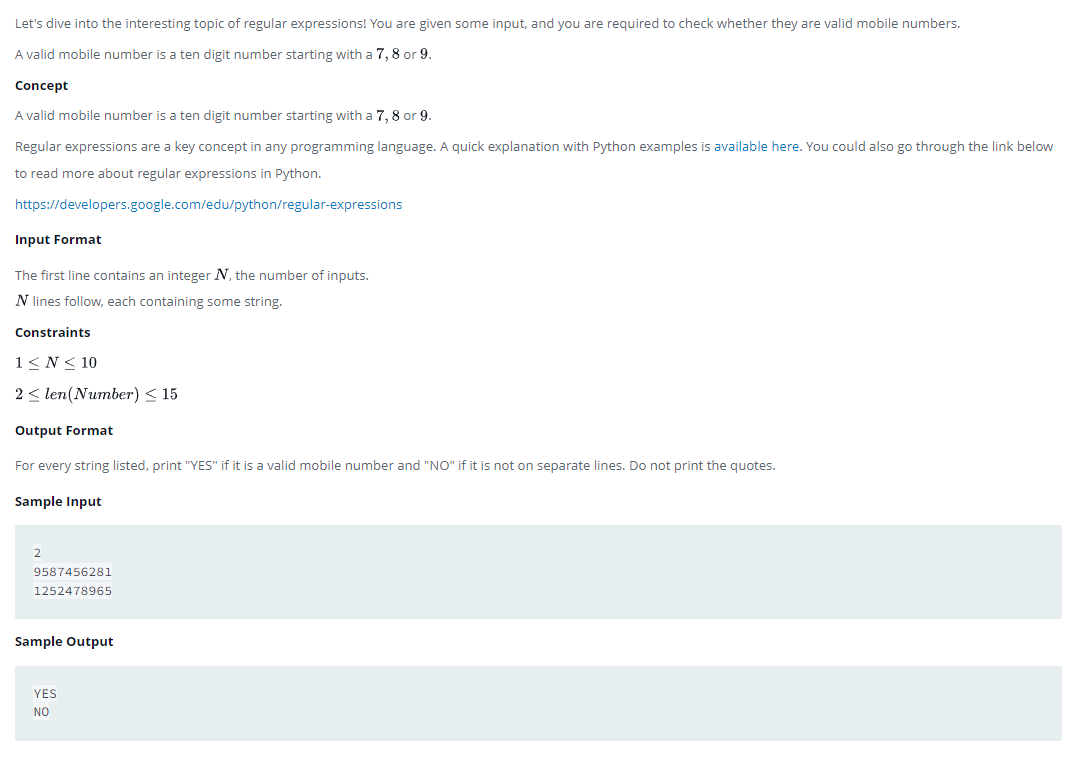 Let's dive into the interesting topic of regular expressions! You are given some input, and you are required to check whether they are valid mobile numbers.
A valid mobile number is a ten digit number starting with a 7, 8 or 9.
Concept
A valid mobile number is a ten digit number starting with a 7, 8 or 9.
Regular expressions are a key concept in any programming language. A quick explanation with Python examples is available here. You could also go through the link below
to read more about regular expressions in Python.
https://developers.google.com/edu/python/regular-expressions
Input Format
The first line contains an integer N, the number of inputs.
N lines follow, each containing some string.
Constraints
1 ≤ N ≤ 10
2 ≤ len(Number) ≤ 15
Output Format
For every string listed, print "YES" if it is a valid mobile number and "NO" if it is not on separate lines. Do not print the quotes.
Sample Input
2
9587456281
1252478965
Sample Output
YES
NO